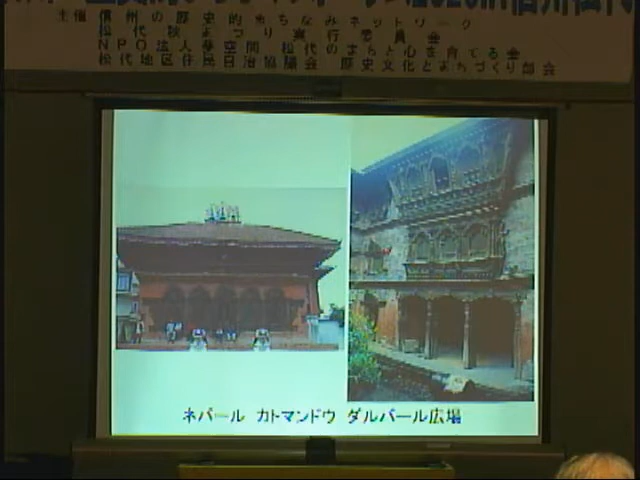 主催 信州の歴史的まちなみネットワーク
松代秋まつり実行委員会
NPO法人夢空間 松代のまちと心を育てる会
松代地区住民自治協議会 歴史文化とまちづくり部会
ネパール カトマンドウ ダルバール広場